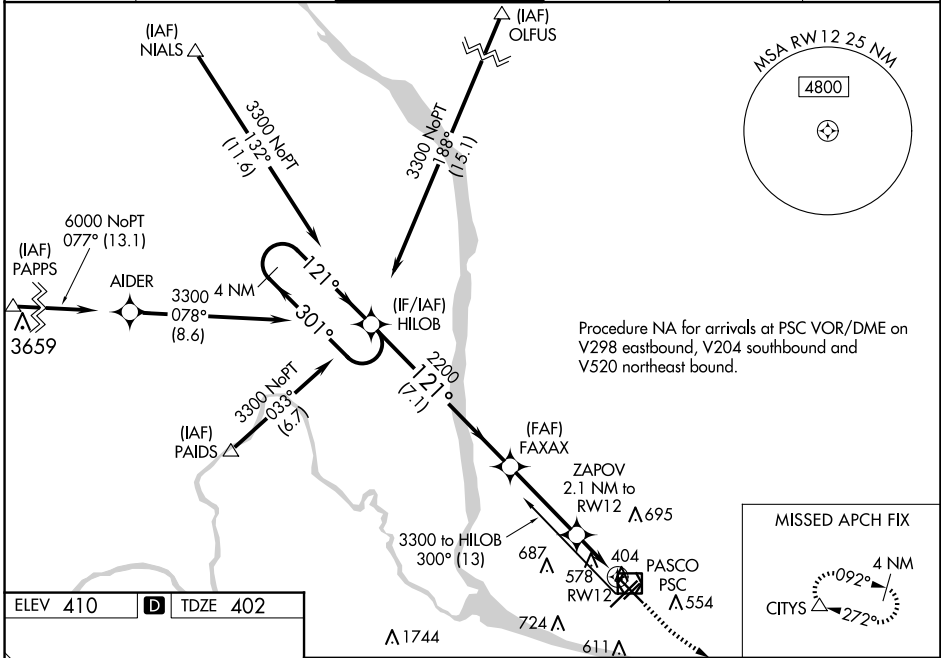 (IAF)
NIALS
(IAF)
OLFUS
MSA RW12 25 NM
4800
3300 NoPT
132°
(11.6)
3300 NoPT
188°
(15.1)
6000 NoPT
077° (13.1)
(IAF)
PAPPS
AIDER
3659
3300
078°
(8.6)
4 NM
121°
301°
(IF/IAF)
HILOB
Procedure NA for arrivals at PSC VOR/DME on
V298 eastbound, V204 southbound and
V520 northeast bound.
3300 NoPT
033°
(6.7)
(IAF)
PAIDS
2200
121°
(7.1)
(FAF)
FAXAX
ZAPOV
2.1 NM to
RW12
695
3300 to HILOB
300° (13)
687
578
404
RW12
PASCO
PSC
554
724
611
1744
MISSED APCH FIX
4 NM
092°
CITYS
272°
ELEV 410 D TDZE 402